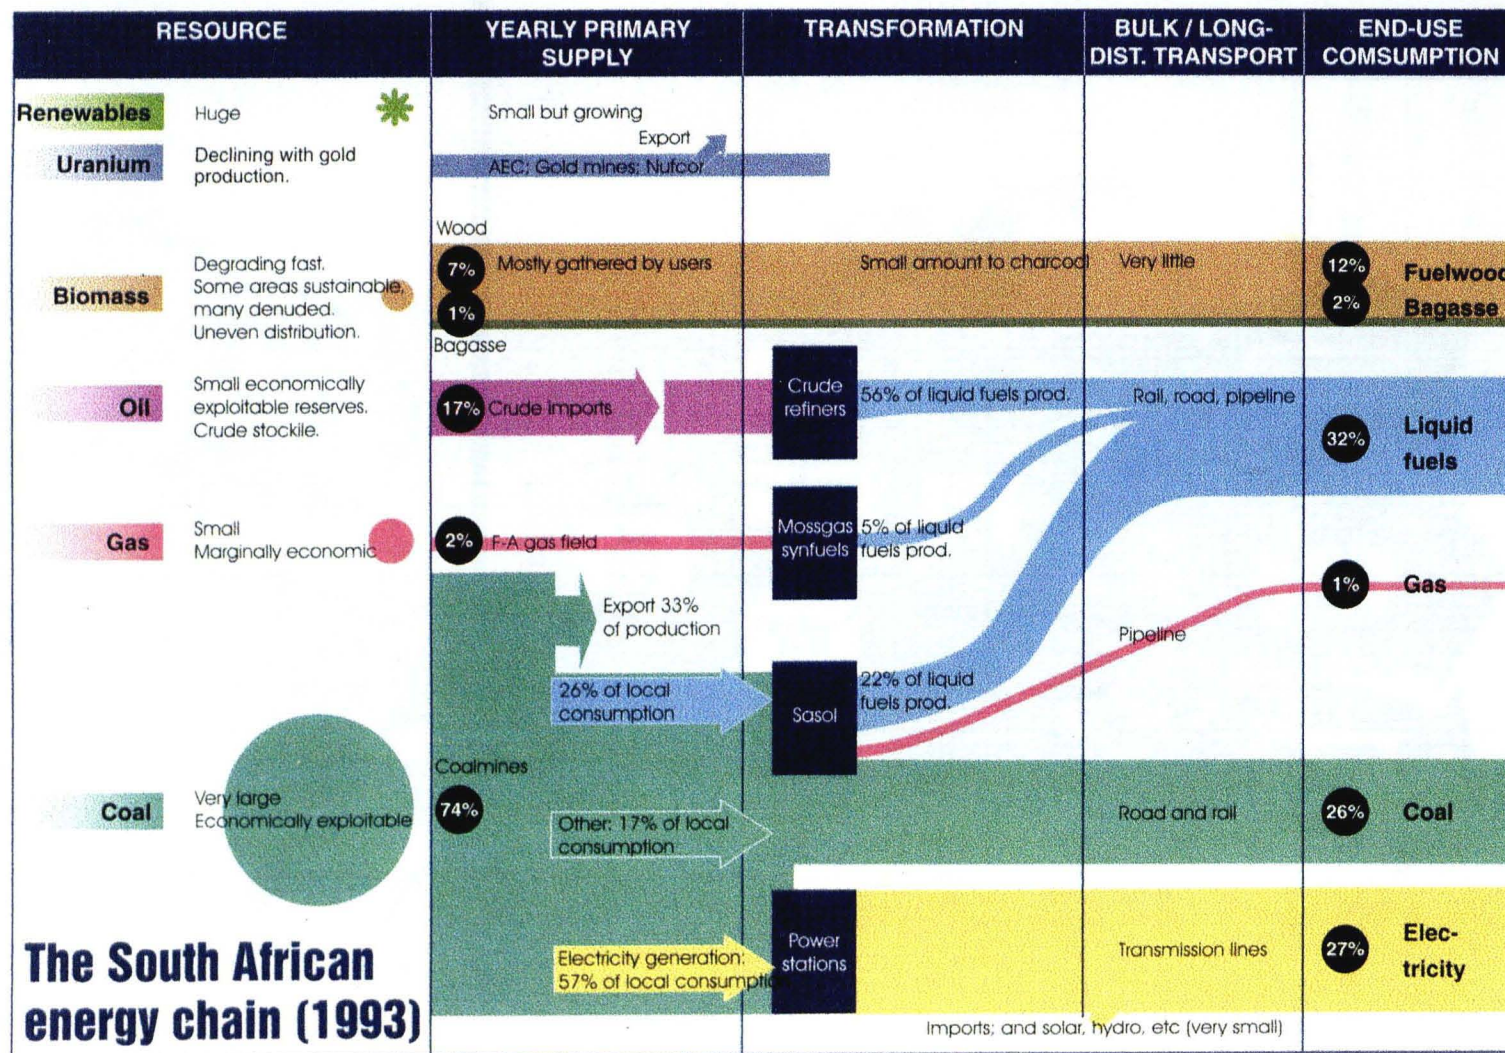 RESOURCE
YEARLY PRIMARY
SUPPLY
TRANSFORMATION
BULK / LONG-
DIST. TRANSPORT
END-USE
COMSUMPTION
Renewables
Huge
Small but growing
Export
Uranium
Declining with gold
production.
AEC; Gold mines; Nufcor
Wood
Biomass
Degrading fast.
Some areas sustainable,
many denuded.
Uneven distribution.
7%
Mostly gathered by users
1%
Bagasse
Small amount to charcoal
Very little
12%
Fuelwood
2%
Bagasse
Oil
Small economically
exploitable reserves.
Crude stockile.
17%
Crude imports
Crude
refiners
56% of liquid fuels prod.
Rail, road, pipeline
32%
Liquid
fuels
Gas
Small
Marginally economic
2%
F-A gas field
Mossgas
synfuels
5% of liquid
fuels prod.
1%
Gas
Export 33%
of production
Pipeline
26% of local
consumption
Sasol
22% of liquid
fuels prod.
Coal
Very large
Economically exploitable
Coalmines
74%
Other: 17% of local
consumption
Road and rail
26%
Coal
Electricity generation:
57% of local consumption
Power
stations
Transmission lines
27%
Elec-
tricity
Imports; and solar, hydro, etc (very small)
The South African
energy chain (1993)